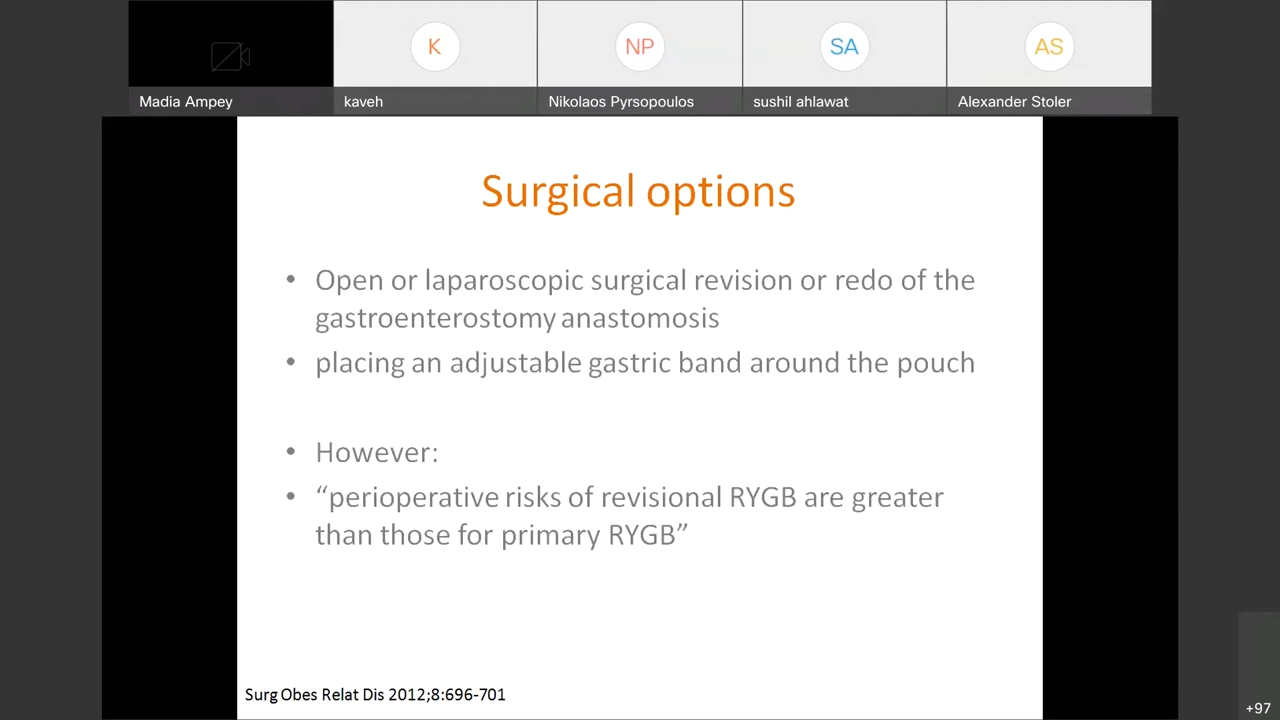 K
NP
SA
AS
Madia Ampey
kaveh
Nikolaos Pyrsopoulos
sushil ahlawat
Alexander Stoler
Surgical options
• Open or laparoscopic surgical revision or redo of the
gastroenterostomy anastomosis
• placing an adjustable gastric band around the pouch
• However:
• “perioperative risks of revisional RYGB are greater
than those for primary RYGB”
Surg Obes Relat Dis 2012;8:696-701
+97